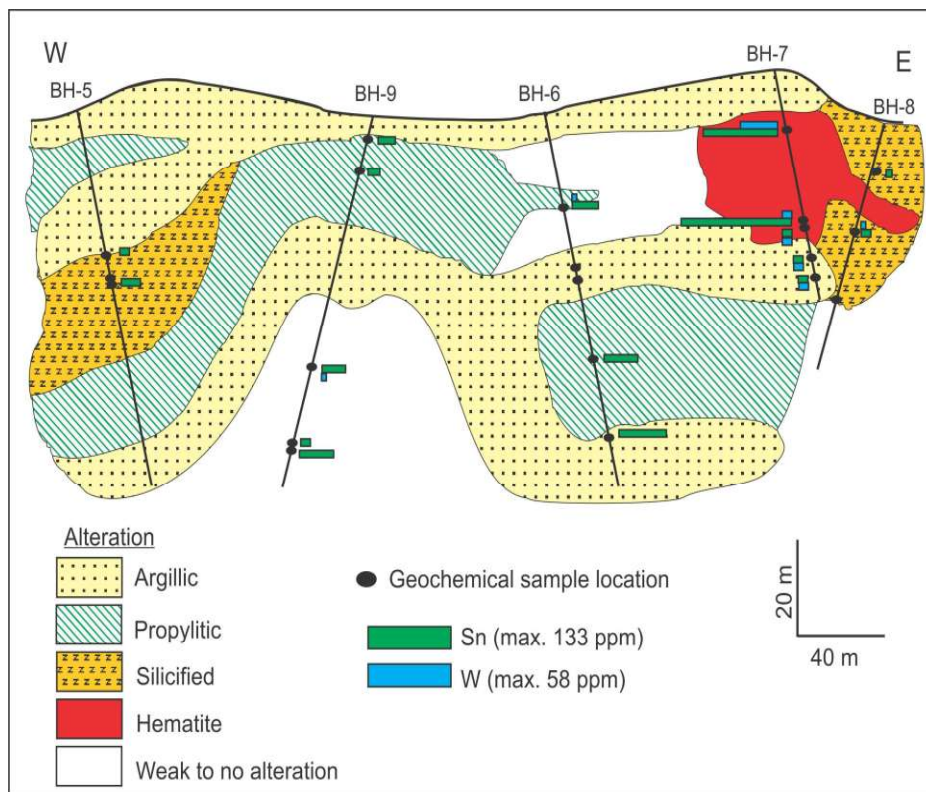 W
E
BH-5
BH-9
BH-6
BH-7
BH-8
Alteration
Argillic
Propylitic
Silicified
Hematite
Weak to no alteration
Geochemical sample location
Sn (max. 133 ppm)
W (max. 58 ppm)
20 m
40 m